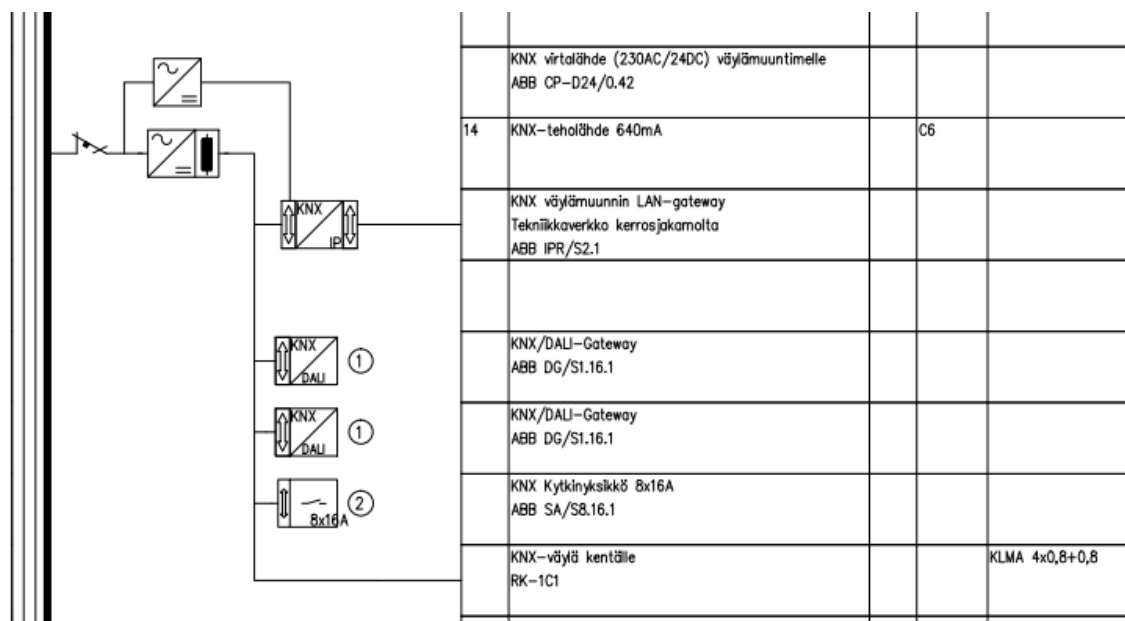 KNX virtalähde (230AC/24DC) väylämuuntimelle
ABB CP-D24/0.42
14 KNX-teholähde 640mA C6
KNX väylämuunnin LAN-gateway
Tekniikkaverkko kerrosjakamolta
ABB IPR/S2.1
KNX
IP
KNX/DALI-Gateway
ABB DG/S1.16.1
KNX
DALI
1
KNX/DALI-Gateway
ABB DG/S1.16.1
KNX
DALI
1
KNX Kytkinyksikkö 8x16A
ABB SA/S8.16.1
8x16A
2
KNX-väylä kentälle KLMA 4x0,8+0,8
RK-1C1